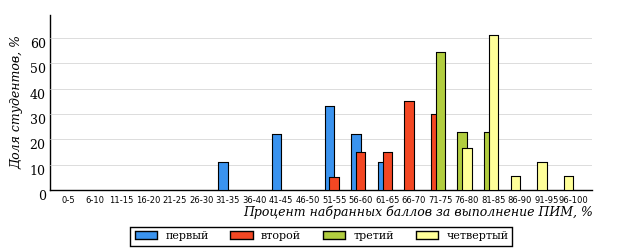 Доля студентов, %
60
50
40
30
20
10
0
0-5 6-10 11-15 16-20 21-25 26-30 31-35 36-40 41-45 46-50 51-55 56-60 61-65 66-70 71-75 76-80 81-85 86-90 91-95 96-100
Процент набранных баллов за выполнение ПИМ, %
первый второй третий четвертый